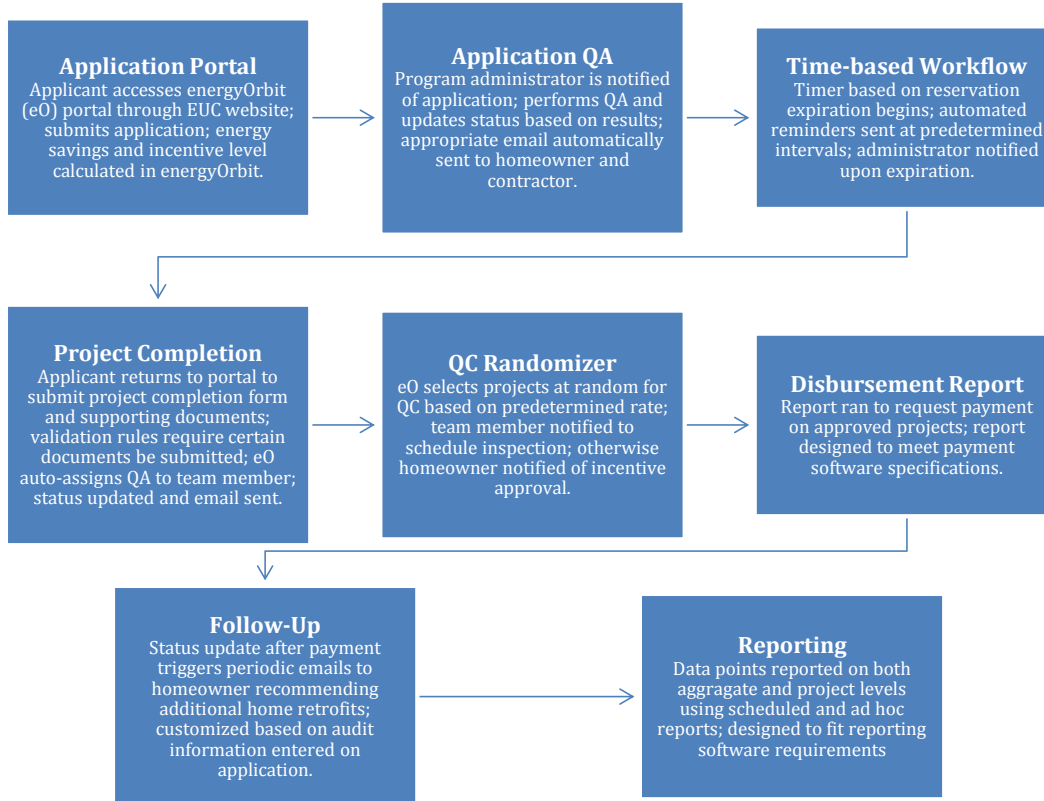 Application Portal
Applicant accesses energyOrbit
(eO) portal through EUC website;
submits application; energy
savings and incentive level
calculated in energyOrbit.
Application QA
Program administrator is notified
of application; performs QA and
updates status based on results;
appropriate email automatically
sent to homeowner and
contractor.
Time-based Workflow
Timer based on reservation
expiration begins; automated
reminders sent at predetermined
intervals; administrator notified
upon expiration.
Project Completion
Applicant returns to portal to
submit project completion form
and supporting documents;
validation rules require certain
documents be submitted; eO
auto-assigns QA to team member;
status updated and email sent.
QC Randomizer
eO selects projects at random for
QC based on predetermined rate;
team member notified to
schedule inspection; otherwise
homeowner notified of incentive
approval.
Disbursement Report
Report ran to request payment
on approved projects; report
designed to meet payment
software specifications.
Follow-Up
Status update after payment
triggers periodic emails to
homeowner recommending
additional home retrofits;
customized based on audit
information entered on
application.
Reporting
Data points reported on both
aggragate and project levels
using scheduled and ad hoc
reports; designed to fit reporting
software requirements